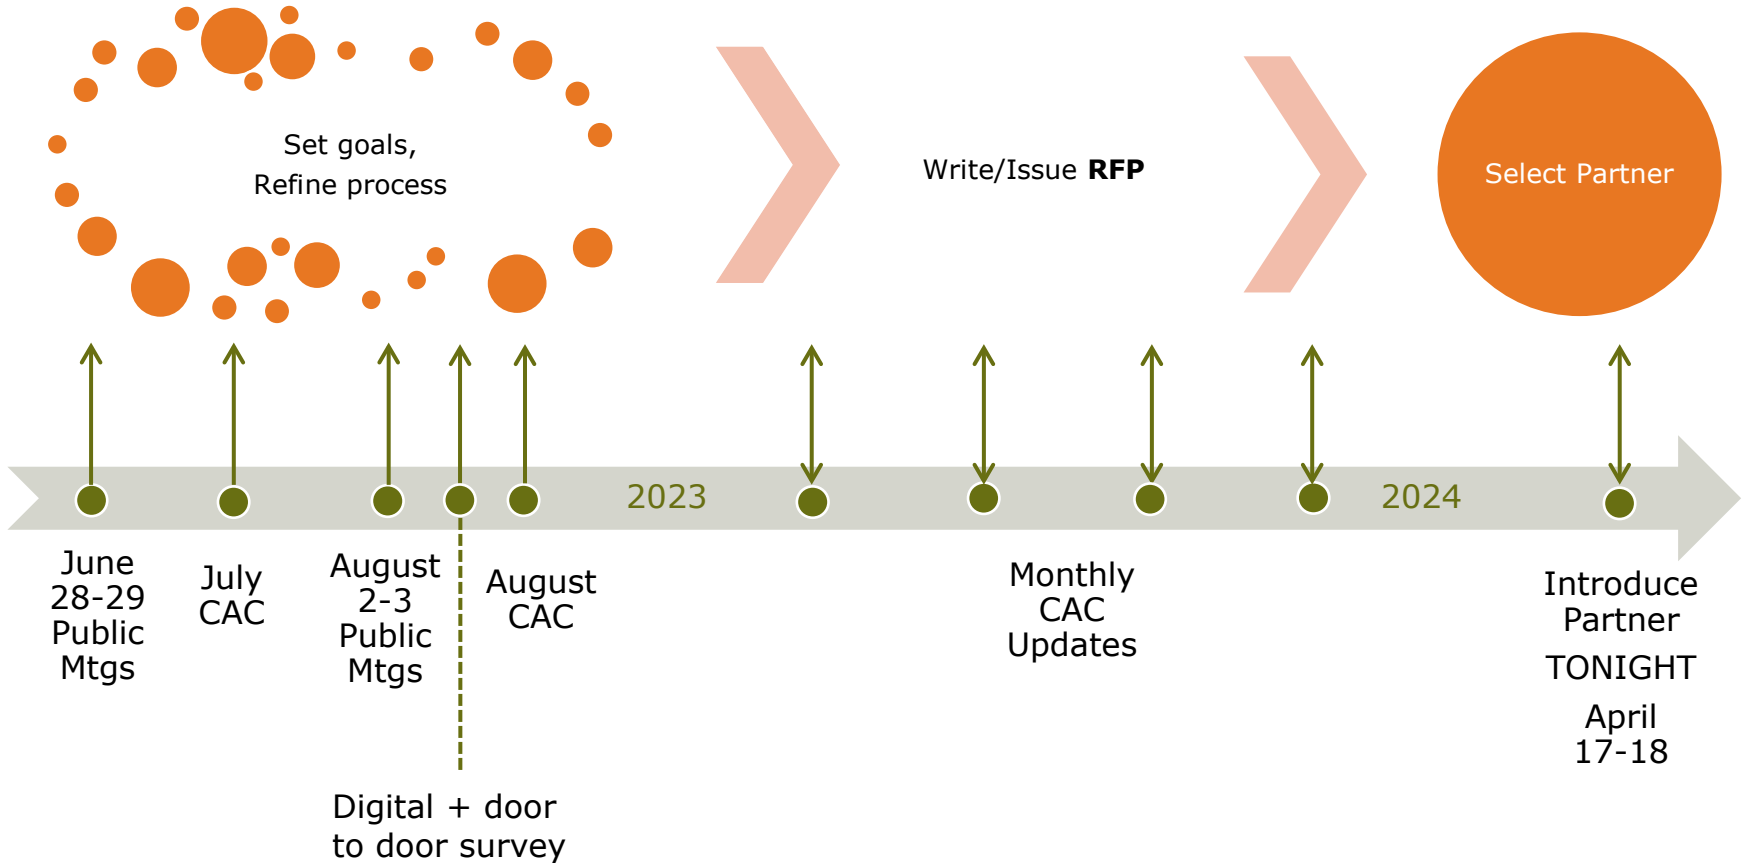 Set goals,
Refine process
Write/Issue RFP
Select Partner
2023
2024
June
28-29
Public
Mtgs
July
CAC
August
2-3
Public
Mtgs
August
CAC
Monthly
CAC
Updates
Introduce
Partner
TONIGHT
April
17-18
Digital + door
to door survey